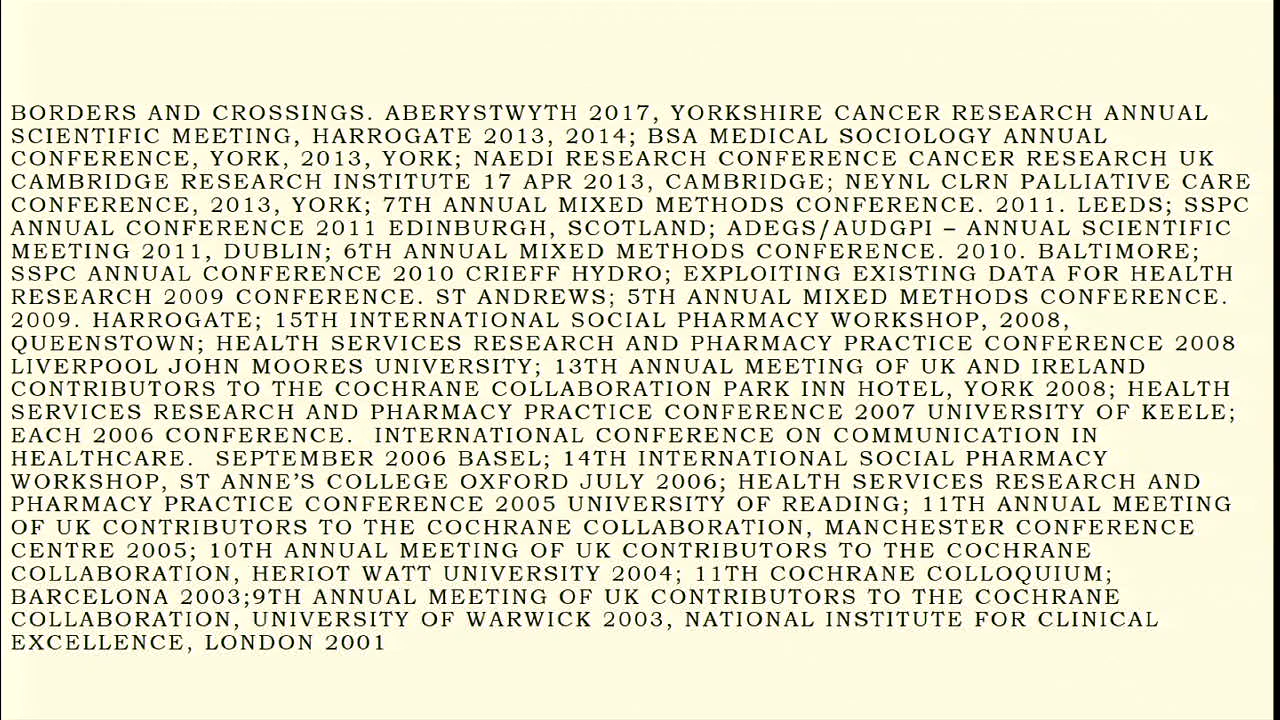 BORDERS AND CROSSINGS. ABERYSTWYTH 2017, YORKSHIRE CANCER RESEARCH ANNUAL
SCIENTIFIC MEETING, HARROGATE 2013, 2014; BSA MEDICAL SOCIOLOGY ANNUAL
CONFERENCE, YORK, 2013, YORK; NAEDI RESEARCH CONFERENCE CANCER RESEARCH UK
CAMBRIDGE RESEARCH INSTITUTE 17 APR 2013, CAMBRIDGE; NEYNL CLRN PALLIATIVE CARE
CONFERENCE, 2013, YORK; 7TH ANNUAL MIXED METHODS CONFERENCE. 2011. LEEDS; SSPC
ANNUAL CONFERENCE 2011 EDINBURGH, SCOTLAND; ADEGS/AUDGPI – ANNUAL SCIENTIFIC
MEETING 2011, DUBLIN; 6TH ANNUAL MIXED METHODS CONFERENCE. 2010. BALTIMORE;
SSPC ANNUAL CONFERENCE 2010 CRIEFF HYDRO; EXPLOITING EXISTING DATA FOR HEALTH
RESEARCH 2009 CONFERENCE. ST ANDREWS; 5TH ANNUAL MIXED METHODS CONFERENCE.
2009. HARROGATE; 15TH INTERNATIONAL SOCIAL PHARMACY WORKSHOP, 2008,
QUEENSTOWN; HEALTH SERVICES RESEARCH AND PHARMACY PRACTICE CONFERENCE 2008
LIVERPOOL JOHN MOORES UNIVERSITY; 13TH ANNUAL MEETING OF UK AND IRELAND
CONTRIBUTORS TO THE COCHRANE COLLABORATION PARK INN HOTEL, YORK 2008; HEALTH
SERVICES RESEARCH AND PHARMACY PRACTICE CONFERENCE 2007 UNIVERSITY OF KEELE;
EACH 2006 CONFERENCE.  INTERNATIONAL CONFERENCE ON COMMUNICATION IN
HEALTHCARE.  SEPTEMBER 2006 BASEL; 14TH INTERNATIONAL SOCIAL PHARMACY
WORKSHOP, ST ANNE'S COLLEGE OXFORD JULY 2006; HEALTH SERVICES RESEARCH AND
PHARMACY PRACTICE CONFERENCE 2005 UNIVERSITY OF READING; 11TH ANNUAL MEETING
OF UK CONTRIBUTORS TO THE COCHRANE COLLABORATION, MANCHESTER CONFERENCE
CENTRE 2005; 10TH ANNUAL MEETING OF UK CONTRIBUTORS TO THE COCHRANE
COLLABORATION, HERIOT WATT UNIVERSITY 2004; 11TH COCHRANE COLLOQUIUM;
BARCELONA 2003;9TH ANNUAL MEETING OF UK CONTRIBUTORS TO THE COCHRANE
COLLABORATION, UNIVERSITY OF WARWICK 2003, NATIONAL INSTITUTE FOR CLINICAL
EXCELLENCE, LONDON 2001